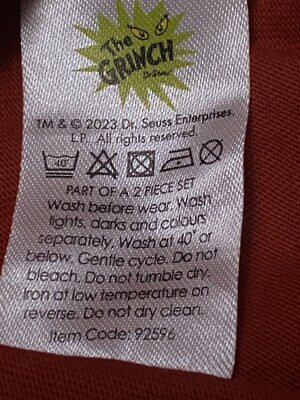 The
GRINCH
Dr. Seuss
TM & © 2023 Dr. Seuss Enterprises,
L.P. All rights reserved.
40°
PART OF A 2 PIECE SET
Wash before wear. Wash
lights, darks and colours
separately. Wash at 40° or
below. Gentle cycle. Do not
bleach. Do not tumble dry.
Iron at low temperature on
reverse. Do not dry clean.
Item Code: 92596